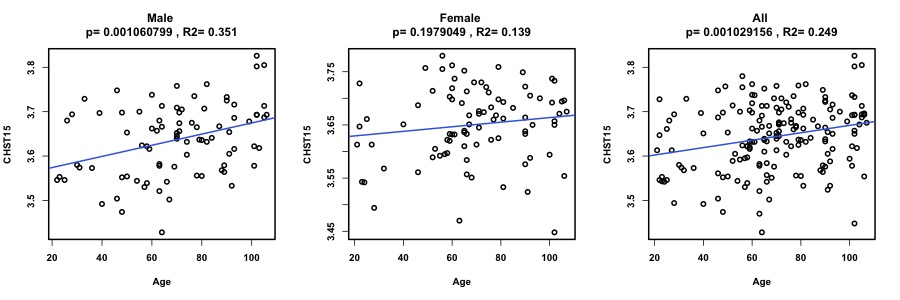 Male
p= 0.001060799 , R2= 0.351
CHST15
3.8
3.7
3.6
3.5
20 40 60 80 100
Age
Female
p= 0.1979049 , R2= 0.139
CHST15
3.75
3.65
3.55
3.45
20 40 60 80 100
Age
All
p= 0.001029156 , R2= 0.249
CHST15
3.8
3.7
3.6
3.5
20 40 60 80 100
Age